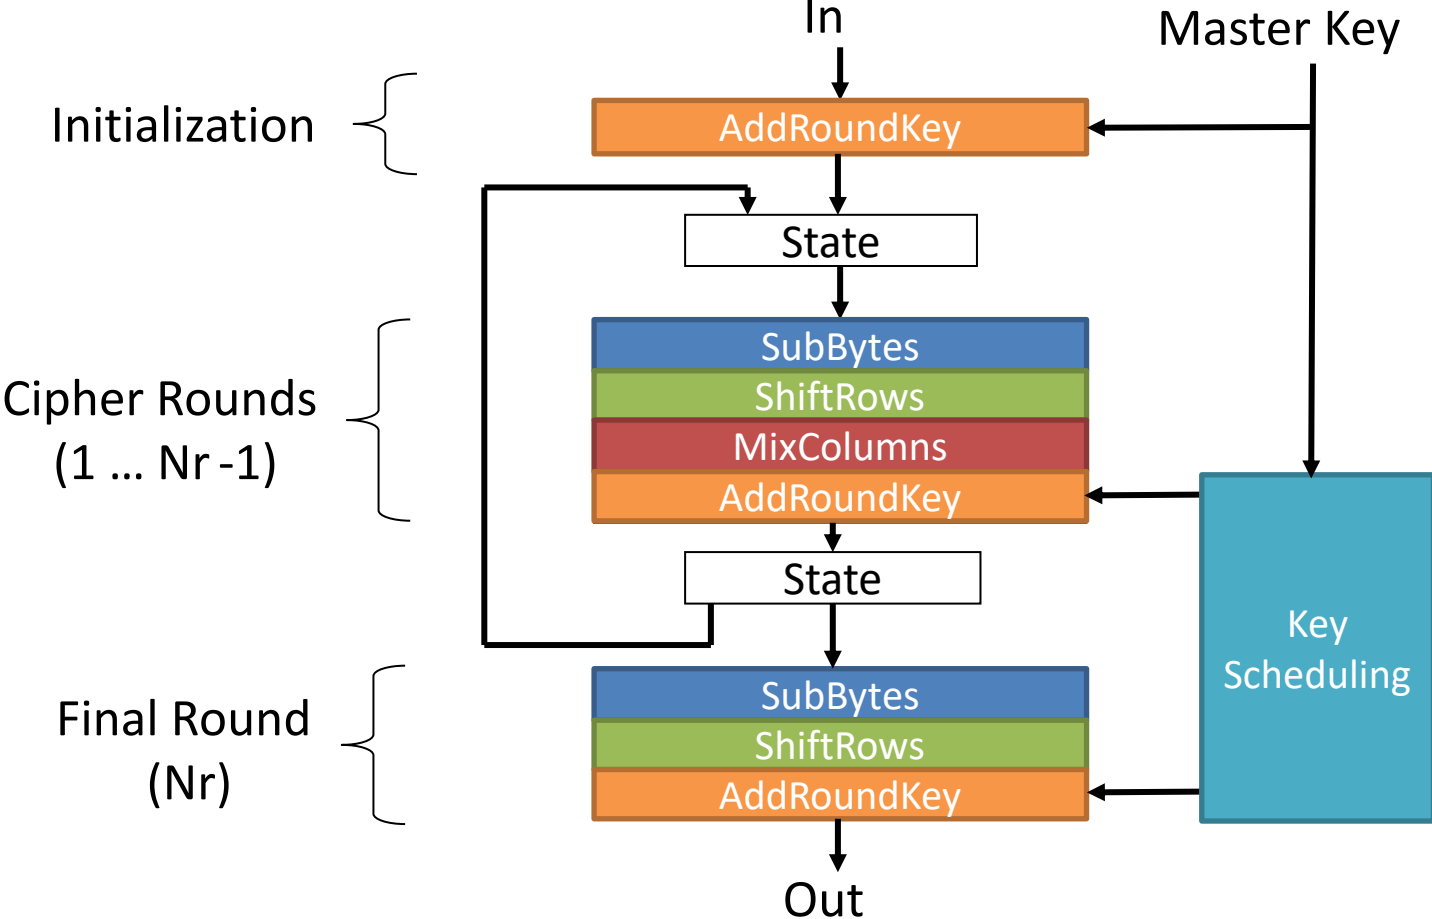 In
Master Key
Initialization
AddRoundKey
State
SubBytes
Cipher Rounds
(1 ... Nr -1)
ShiftRows
MixColumns
AddRoundKey
State
Key
Scheduling
Final Round
(Nr)
SubBytes
ShiftRows
AddRoundKey
Out